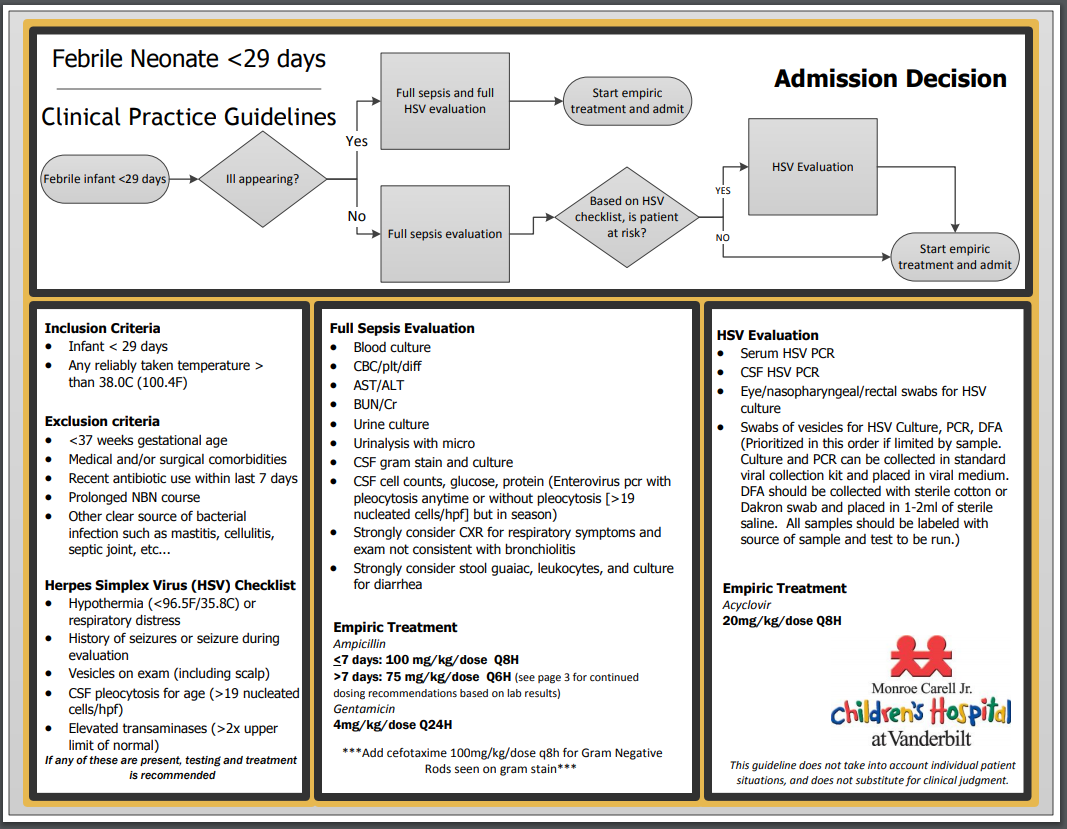 Febrile Neonate <29 days
Clinical Practice Guidelines
Admission Decision
Febrile infant <29 days
Ill appearing?
Yes
No
Full sepsis and full
HSV evaluation
Start empiric
treatment and admit
Full sepsis evaluation
Based on HSV
checklist, is patient
at risk?
YES
NO
HSV Evaluation
Start empiric
treatment and admit
Inclusion Criteria
• Infant < 29 days
• Any reliably taken temperature >
than 38.0C (100.4F)
Exclusion criteria
• <37 weeks gestational age
• Medical and/or surgical comorbidities
• Recent antibiotic use within last 7 days
• Prolonged NBN course
• Other clear source of bacterial
infection such as mastitis, cellulitis,
septic joint, etc...
Herpes Simplex Virus (HSV) Checklist
• Hypothermia (<96.5F/35.8C) or
respiratory distress
• History of seizures or seizure during
evaluation
• Vesicles on exam (including scalp)
• CSF pleocytosis for age (>19 nucleated
cells/hpf)
• Elevated transaminases (>2x upper
limit of normal)
If any of these are present, testing and treatment
is recommended
Full Sepsis Evaluation
• Blood culture
• CBC/plt/diff
• AST/ALT
• BUN/Cr
• Urine culture
• Urinalysis with micro
• CSF gram stain and culture
• CSF cell counts, glucose, protein (Enterovirus pcr with
pleocytosis anytime or without pleocytosis [>19
nucleated cells/hpf] but in season)
• Strongly consider CXR for respiratory symptoms and
exam not consistent with bronchiolitis
• Strongly consider stool guaiac, leukocytes, and culture
for diarrhea
Empiric Treatment
Ampicillin
≤7 days: 100 mg/kg/dose Q8H
>7 days: 75 mg/kg/dose Q6H (see page 3 for continued
dosing recommendations based on lab results)
Gentamicin
4mg/kg/dose Q24H
***Add cefotaxime 100mg/kg/dose q8h for Gram Negative
Rods seen on gram stain***
HSV Evaluation
• Serum HSV PCR
• CSF HSV PCR
• Eye/nasopharyngeal/rectal swabs for HSV
culture
• Swabs of vesicles for HSV Culture, PCR, DFA
(Prioritized in this order if limited by sample.
Culture and PCR can be collected in standard
viral collection kit and placed in viral medium.
DFA should be collected with sterile cotton or
Dakron swab and placed in 1-2ml of sterile
saline. All samples should be labeled with
source of sample and test to be run.)
Empiric Treatment
Acyclovir
20mg/kg/dose Q8H
Monroe Carell Jr.
Children's Hospital
at Vanderbilt
This guideline does not take into account individual patient
situations, and does not substitute for clinical judgment.